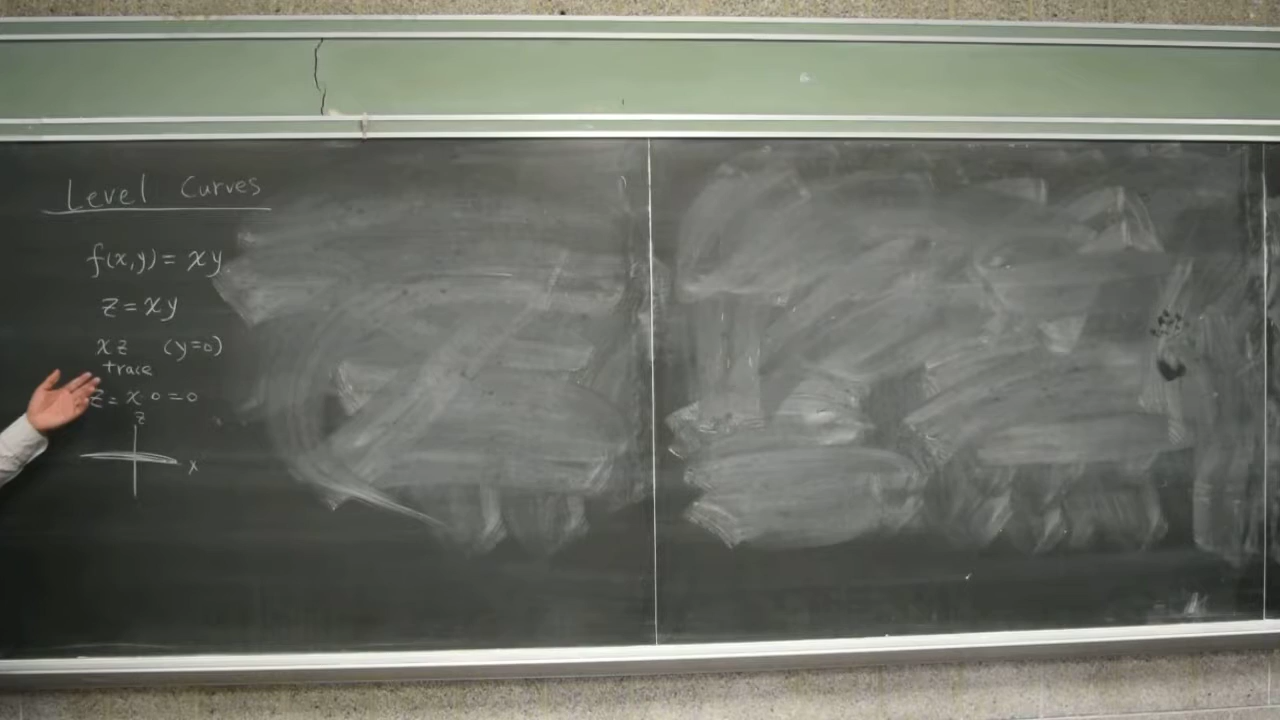 Level Curves
f(x,y) = xy
z = xy
xz (y=0)
trace
z = x 0 = 0
z
x